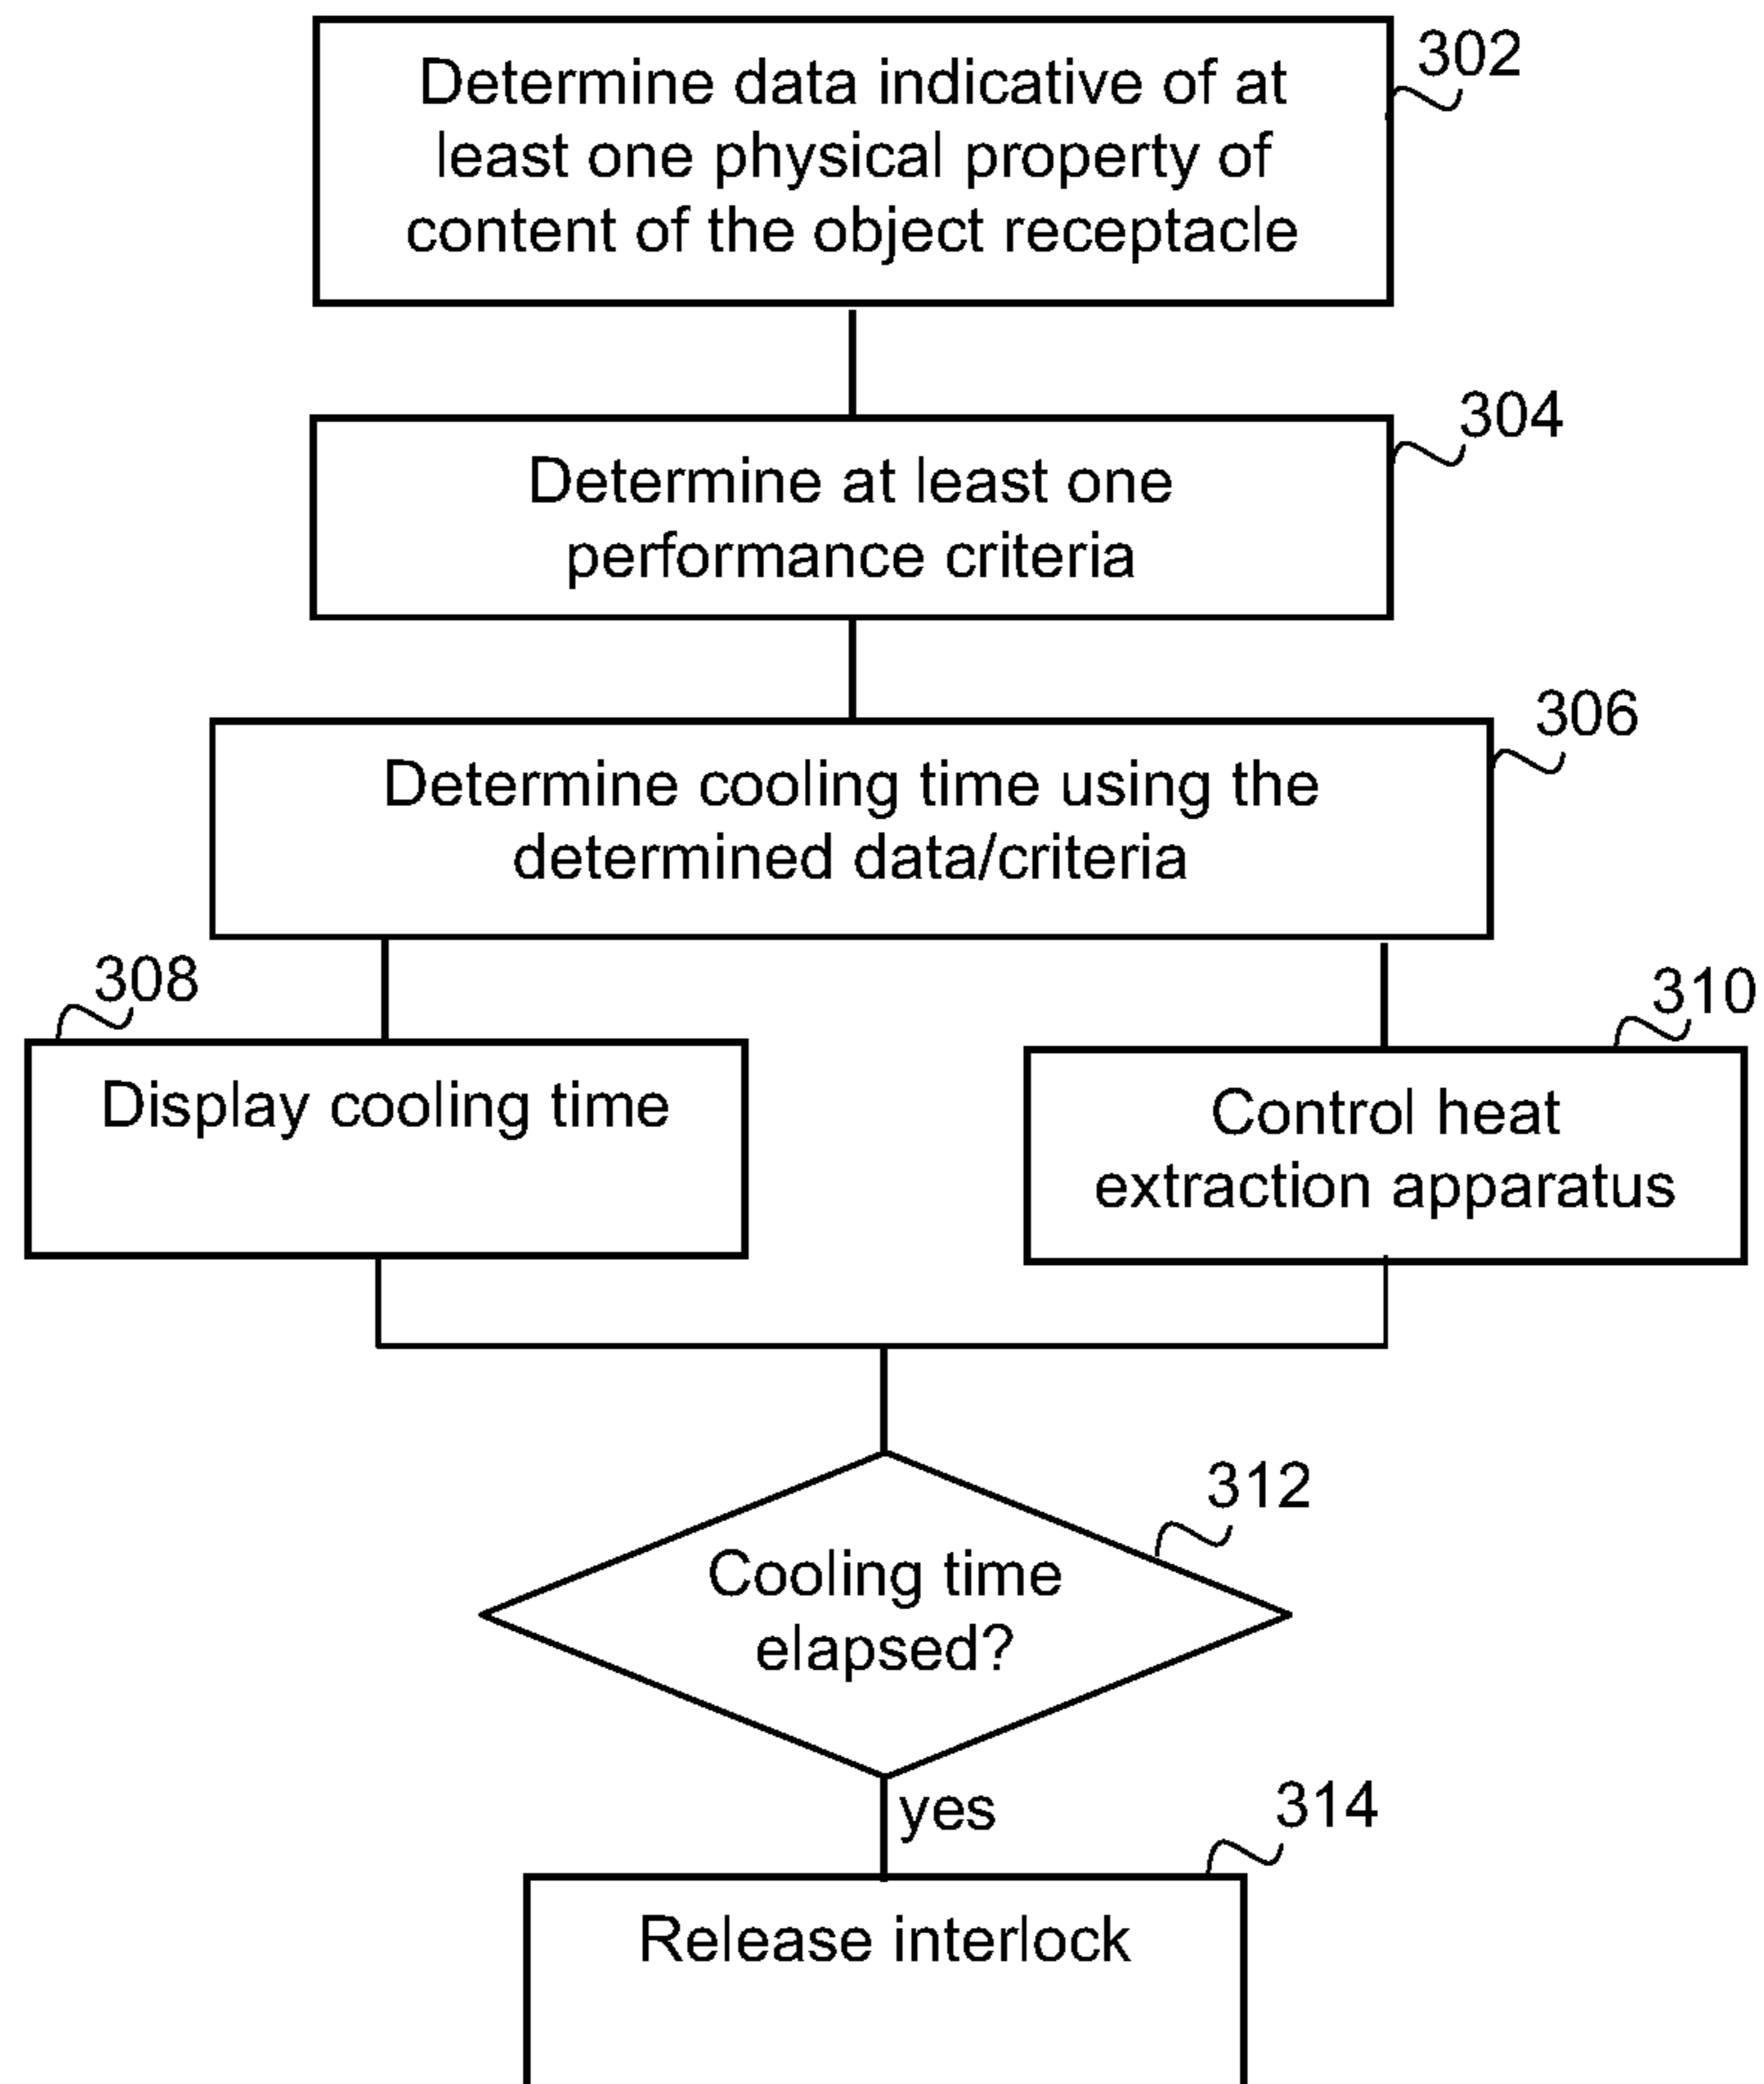 302
Determine data indicative of at
least one physical property of
content of the object receptacle
304
Determine at least one
performance criteria
306
Determine cooling time using the
determined data/criteria
308
Display cooling time
310
Control heat
extraction apparatus
312
Cooling time
elapsed?
yes
314
Release interlock